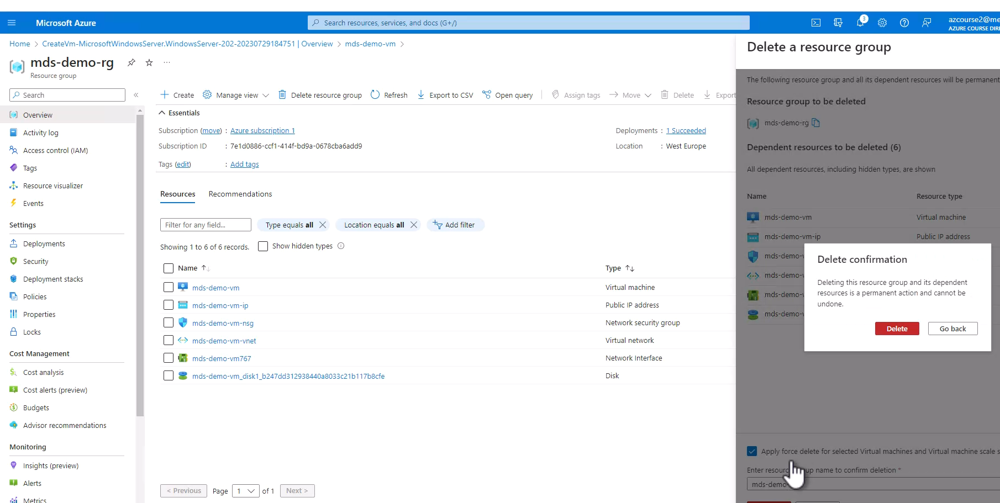 Microsoft Azure
Search resources, services, and docs (G+/)
3
azcourse2@me
AZURE COURSE DIR
Home > CreateVm-MicrosoftWindowsServer.WindowsServer-202-20230729184751 | Overview > mds-demo-vm >
mds-demo-rg
Resource group
Search
Overview
Activity log
Access control (IAM)
Tags
Resource visualizer
Events
Settings
Deployments
Security
Deployment stacks
Policies
Properties
Locks
Cost Management
Cost analysis
Cost alerts (preview)
Budgets
Advisor recommendations
Monitoring
Insights (preview)
Alerts
Metrics
Create Manage view Delete resource group Refresh Export to CSV Open query Assign tags Move Delete Export
Essentials
Subscription (move) : Azure subscription 1
Subscription ID : 7e1d0886-ccf1-414f-bd9a-0678cba6add9
Tags (edit) : Add tags
Deployments : 1 Succeeded
Location : West Europe
Resources Recommendations
Filter for any field... Type equals all Location equals all Add filter
Showing 1 to 6 of 6 records. Show hidden types
Name Type
mds-demo-vm Virtual machine
mds-demo-vm-ip Public IP address
mds-demo-vm-nsg Network security group
mds-demo-vm-vnet Virtual network
mds-demo-vm767 Network Interface
mds-demo-vm_disk1_b247dd312938440a8033c21b117b8cfe Disk
< Previous Page 1 of 1 Next >
Delete a resource group
The following resource group and all its dependent resources will be permanent
Resource group to be deleted
mds-demo-rg
Dependent resources to be deleted (6)
All dependent resources, including hidden types, are shown
Name Resource type
mds-demo-vm Virtual machine
mds-demo-vm-ip Public IP address
mds-demo-v
mds-demo-v
mds-demo-v
mds-demo-v
Delete confirmation
Deleting this resource group and its dependent
resources is a permanent action and cannot be
undone.
Delete Go back
Apply force delete for selected Virtual machines and Virtual machine scale s
Enter resource up name to confirm deletion *
mds-demo